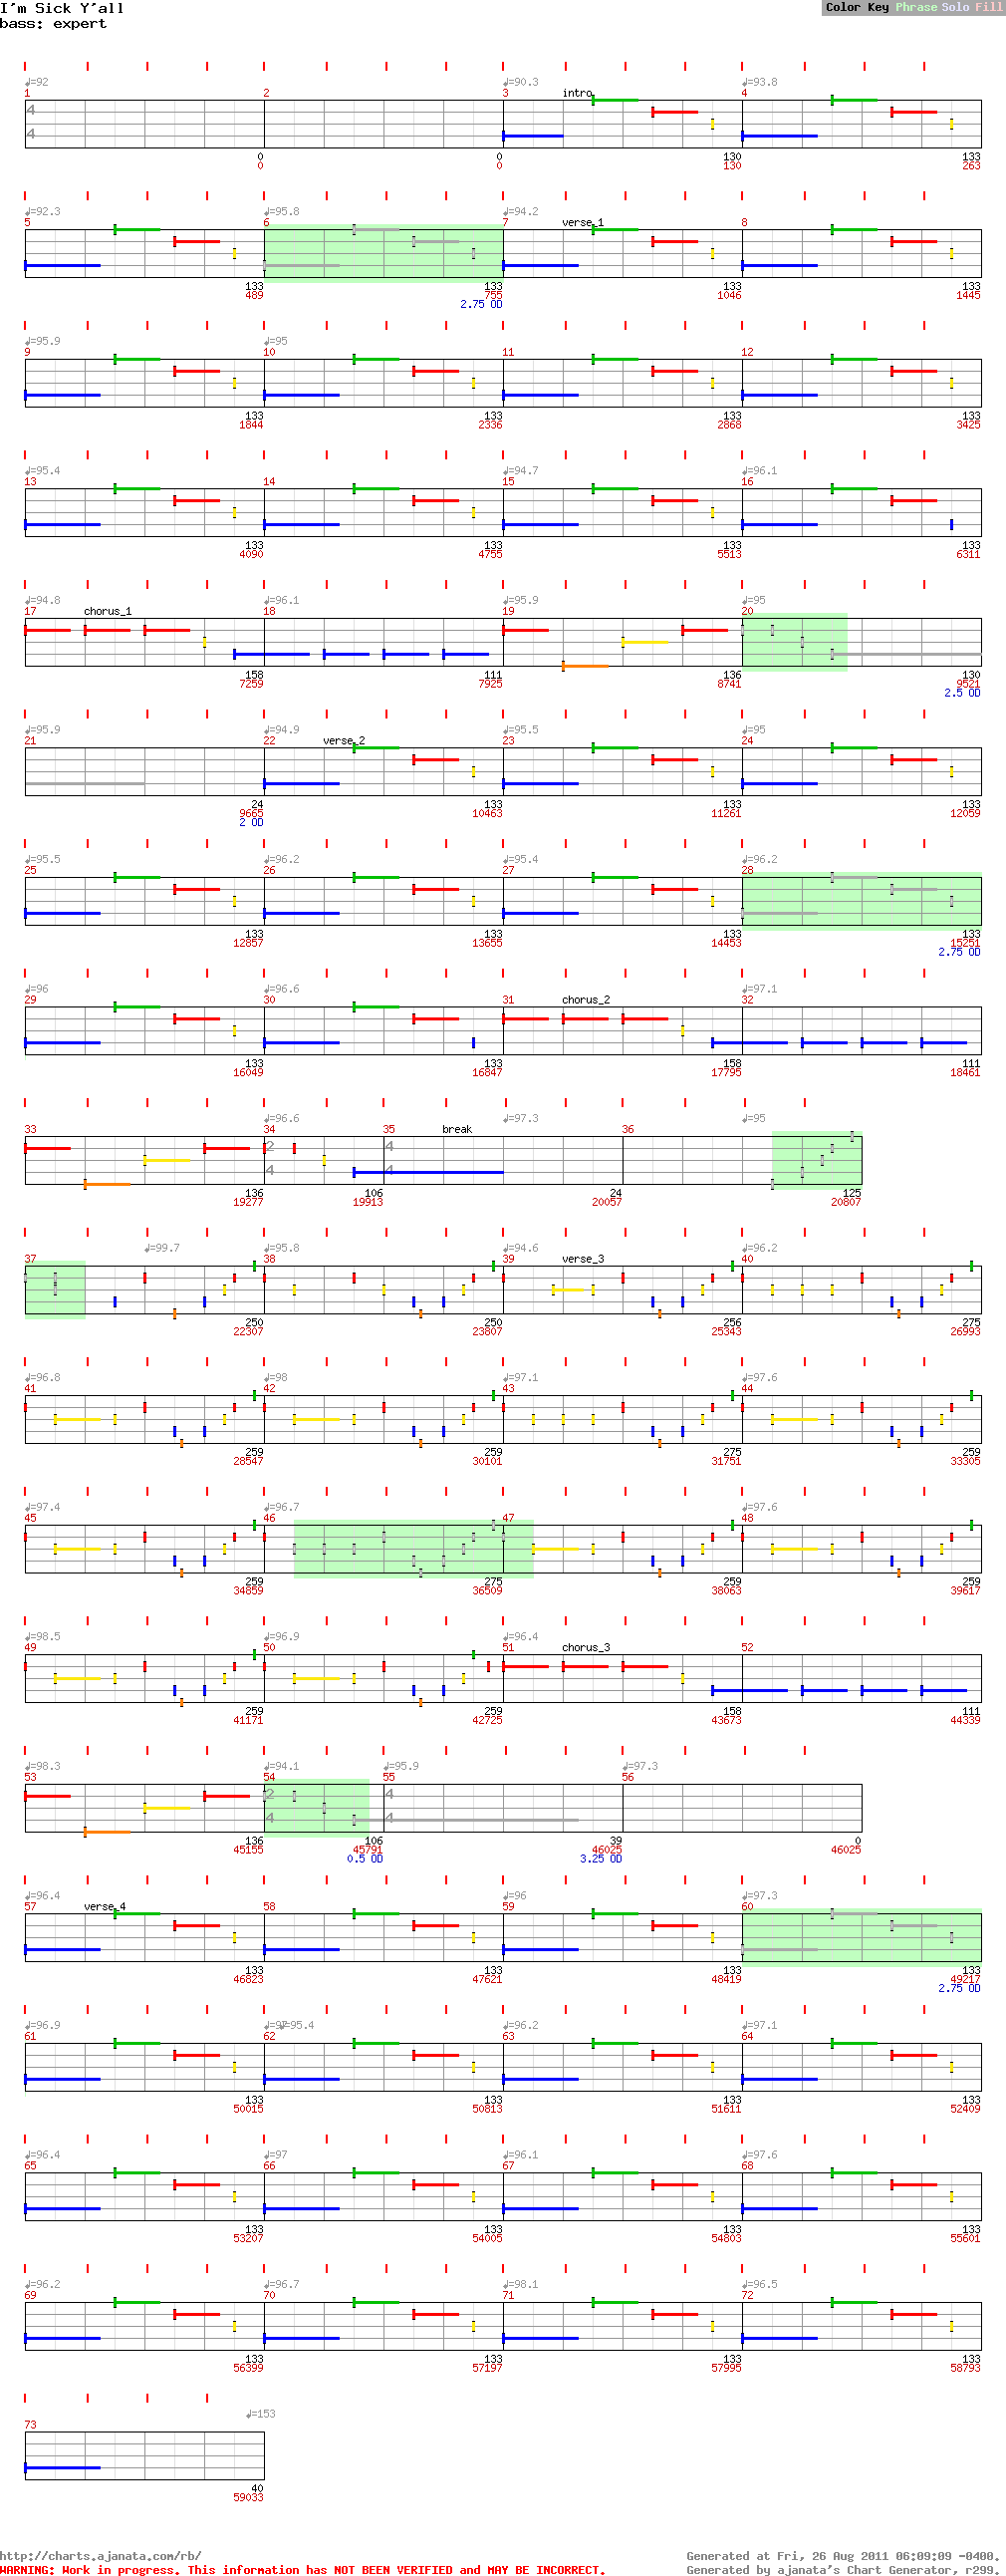 I'm Sick Y'all
bass: expert
Color Key Phrase Solo Fill
♩=92 ♩=90.3 ♩=93.8
1 2 3 intro 4
4
4
0 0 130 133
0 0 130 263
♩=92.3 ♩=95.8 ♩=94.2
5 6 7 verse_1 8
133 133 133 133
489 755 1046 1445
2.75 OD
♩=95.9 ♩=95
9 10 11 12
133 133 133 133
1844 2336 2868 3425
♩=95.4 ♩=94.7 ♩=96.1
13 14 15 16
133 133 133 133
4090 4755 5513 6311
♩=94.8 ♩=96.1 ♩=95.9 ♩=95
17 chorus_1 18 19 20
158 111 136 130
7259 7925 8741 9521
2.5 OD
♩=95.9 ♩=94.9 ♩=95.5 ♩=95
21 22 verse_2 23 24
24 133 133 133
9665 10463 11261 12059
2 OD
♩=95.5 ♩=96.2 ♩=95.4 ♩=96.2
25 26 27 28
133 133 133 133
12857 13655 14453 15251
2.75 OD
♩=96 ♩=96.6 ♩=97.1
29 30 31 chorus_2 32
133 133 158 111
16049 16847 17795 18461
♩=96.6 ♩=97.3 ♩=95
33 34 35 break 36
2 4
4 4
136 106 24 125
19277 19913 20057 20807
♩=99.7 ♩=95.8 ♩=94.6 ♩=96.2
37 38 39 verse_3 40
250 250 256 275
22307 23807 25343 26993
♩=96.8 ♩=98 ♩=97.1 ♩=97.6
41 42 43 44
259 259 275 259
28547 30101 31751 33305
♩=97.4 ♩=96.7 ♩=97.6
45 46 47 48
259 275 259 259
34859 36509 38063 39617
♩=98.5 ♩=96.9 ♩=96.4
49 50 51 chorus_3 52
259 259 158 111
41171 42725 43673 44339
♩=98.3 ♩=94.1 ♩=95.9 ♩=97.3
53 54 55 56
2 4
4 4
136 106 39 0
45155 45791 46025 46025
0.5 OD 3.25 OD
♩=96.4 ♩=96 ♩=97.3
57 verse_4 58 59 60
133 133 133 133
46823 47621 48419 49217
2.75 OD
♩=96.9 ♩=95.4 ♩=96.2 ♩=97.1
61 62 63 64
133 133 133 133
50015 50813 51611 52409
♩=96.4 ♩=97 ♩=96.1 ♩=97.6
65 66 67 68
133 133 133 133
53207 54005 54803 55601
♩=96.2 ♩=96.7 ♩=98.1 ♩=96.5
69 70 71 72
133 133 133 133
56399 57197 57995 58793
♩=153
73
40
59033
http://charts.ajanata.com/rb/ Generated at Fri, 26 Aug 2011 06:09:09 -0400.
WARNING: Work in progress. This information has NOT BEEN VERIFIED and MAY BE INCORRECT. Generated by ajanata's Chart Generator, r299.